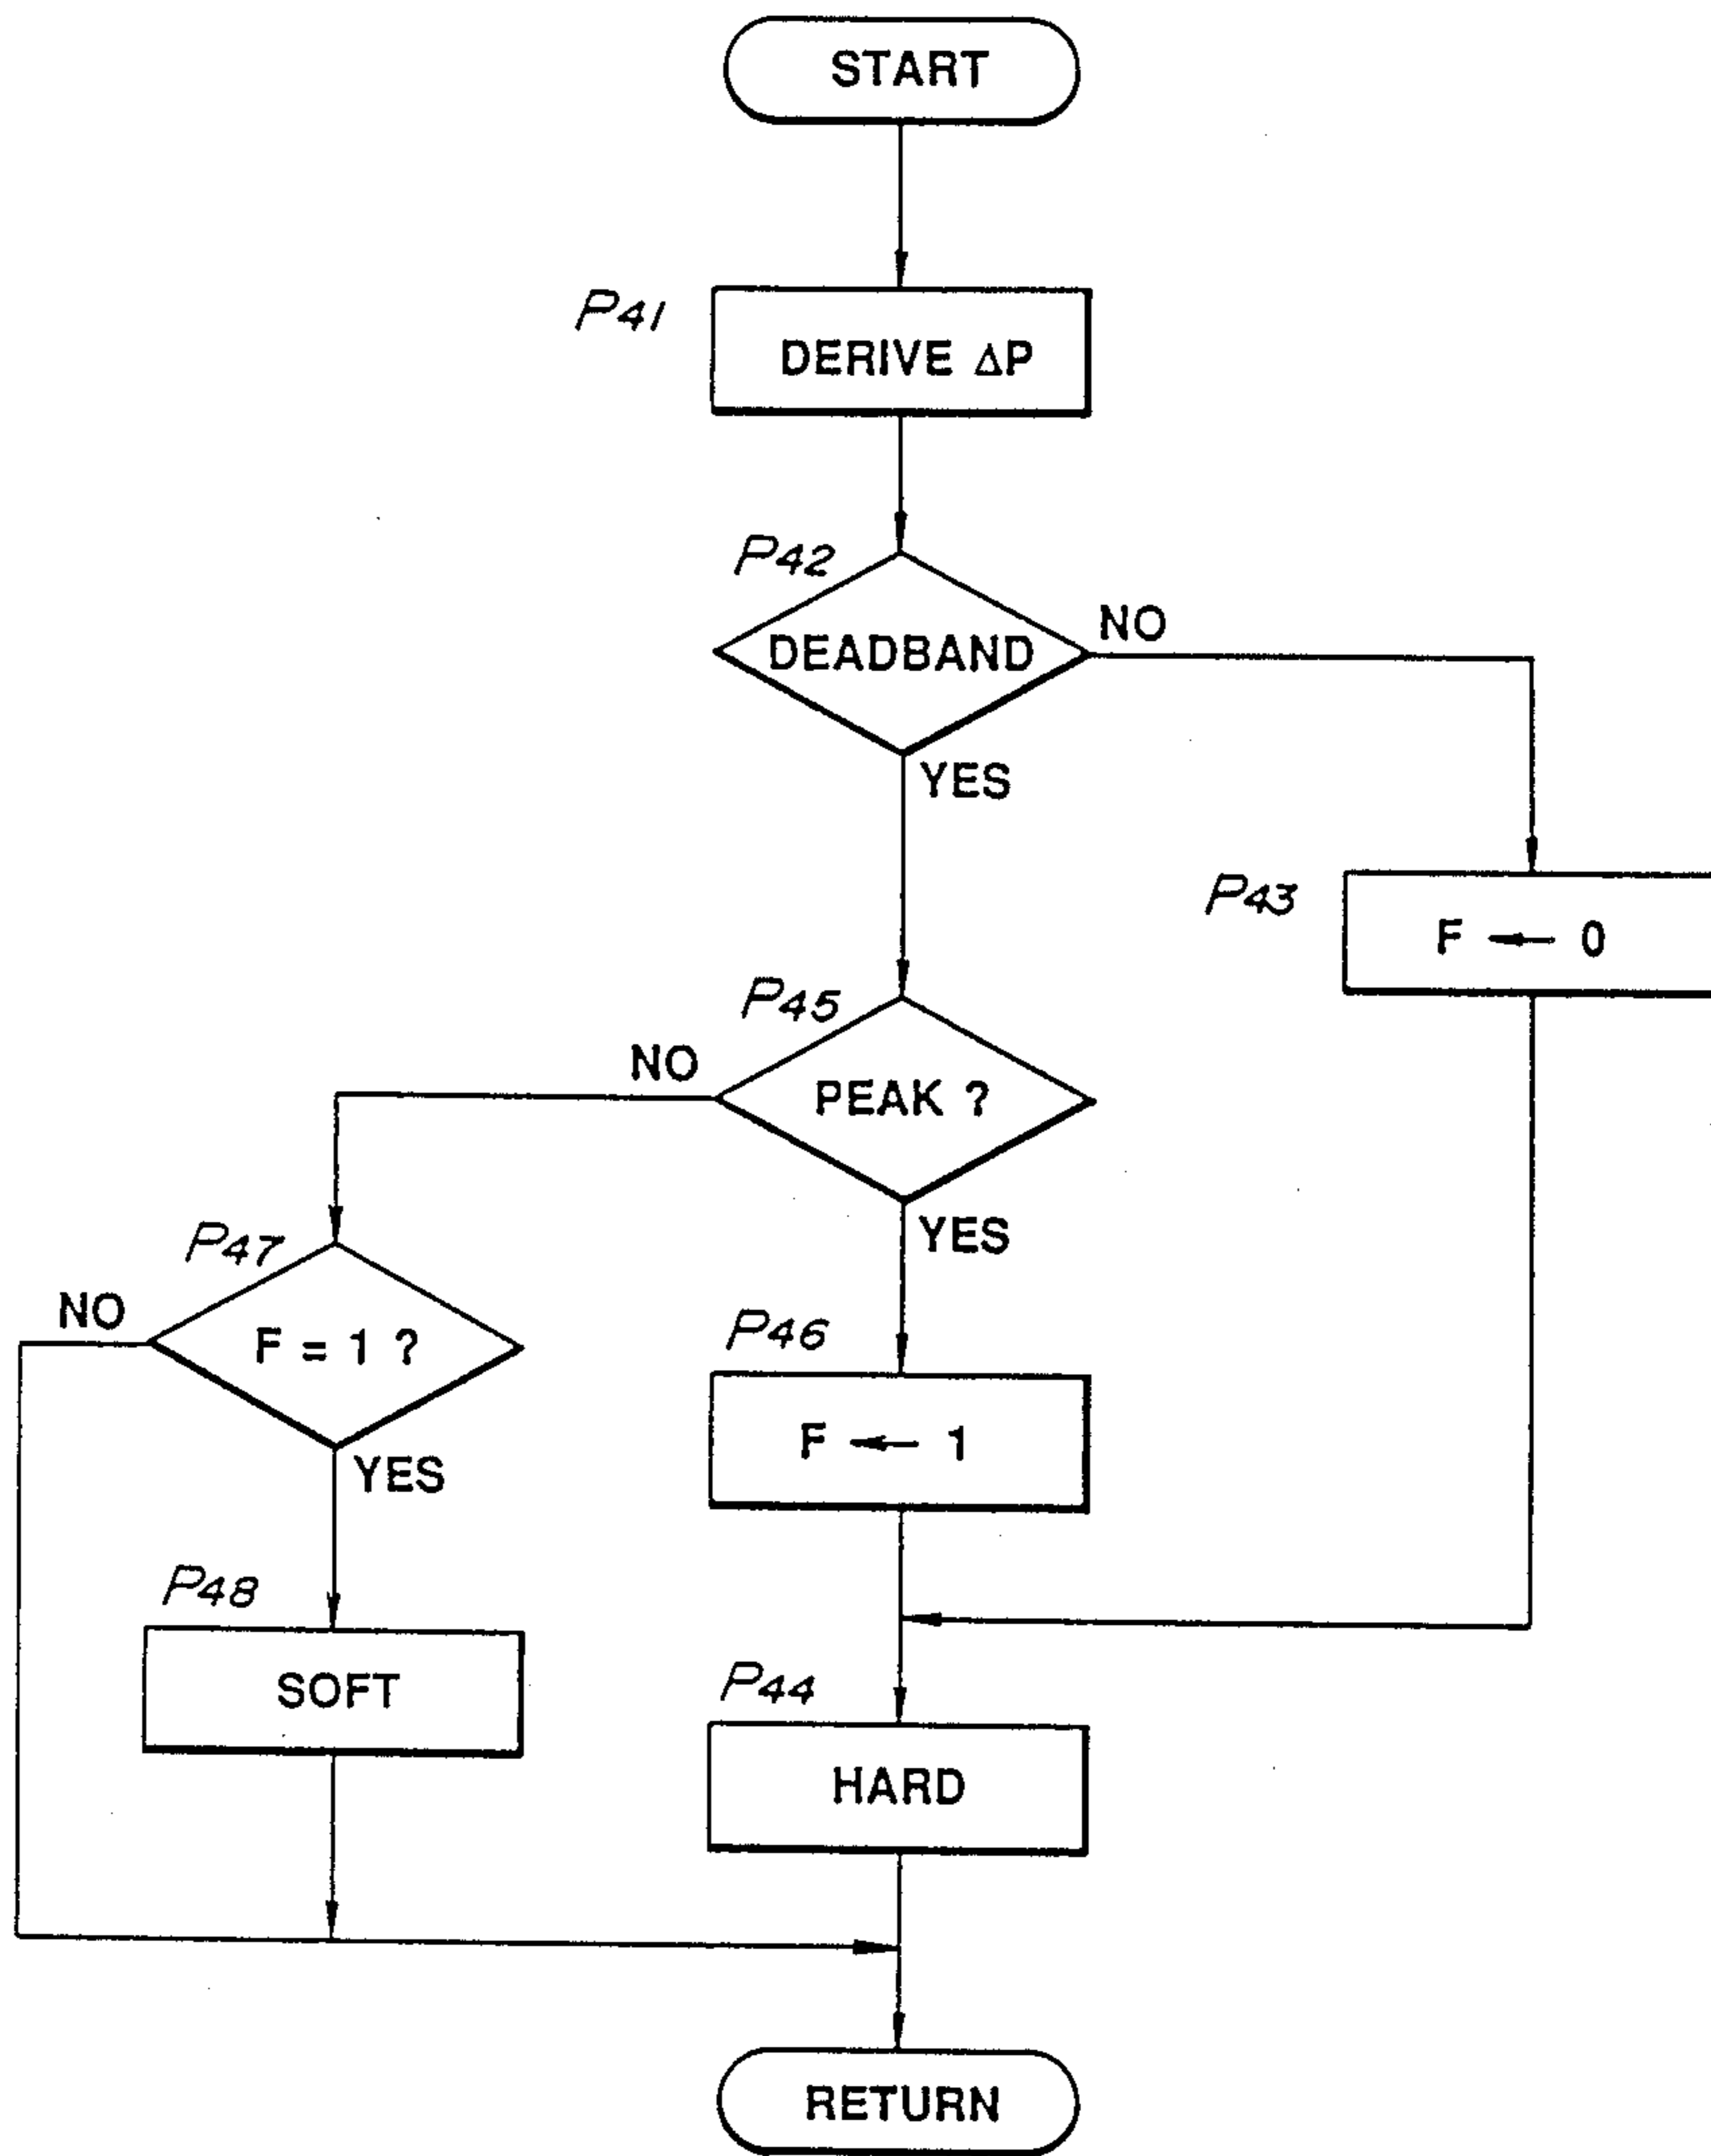 START
P41
DERIVE ΔP
P42
DEADBAND
NO
YES
P43
F ← 0
P45
NO
PEAK ?
YES
P47
NO
F = 1 ?
YES
P46
F ← 1
P48
SOFT
P44
HARD
RETURN